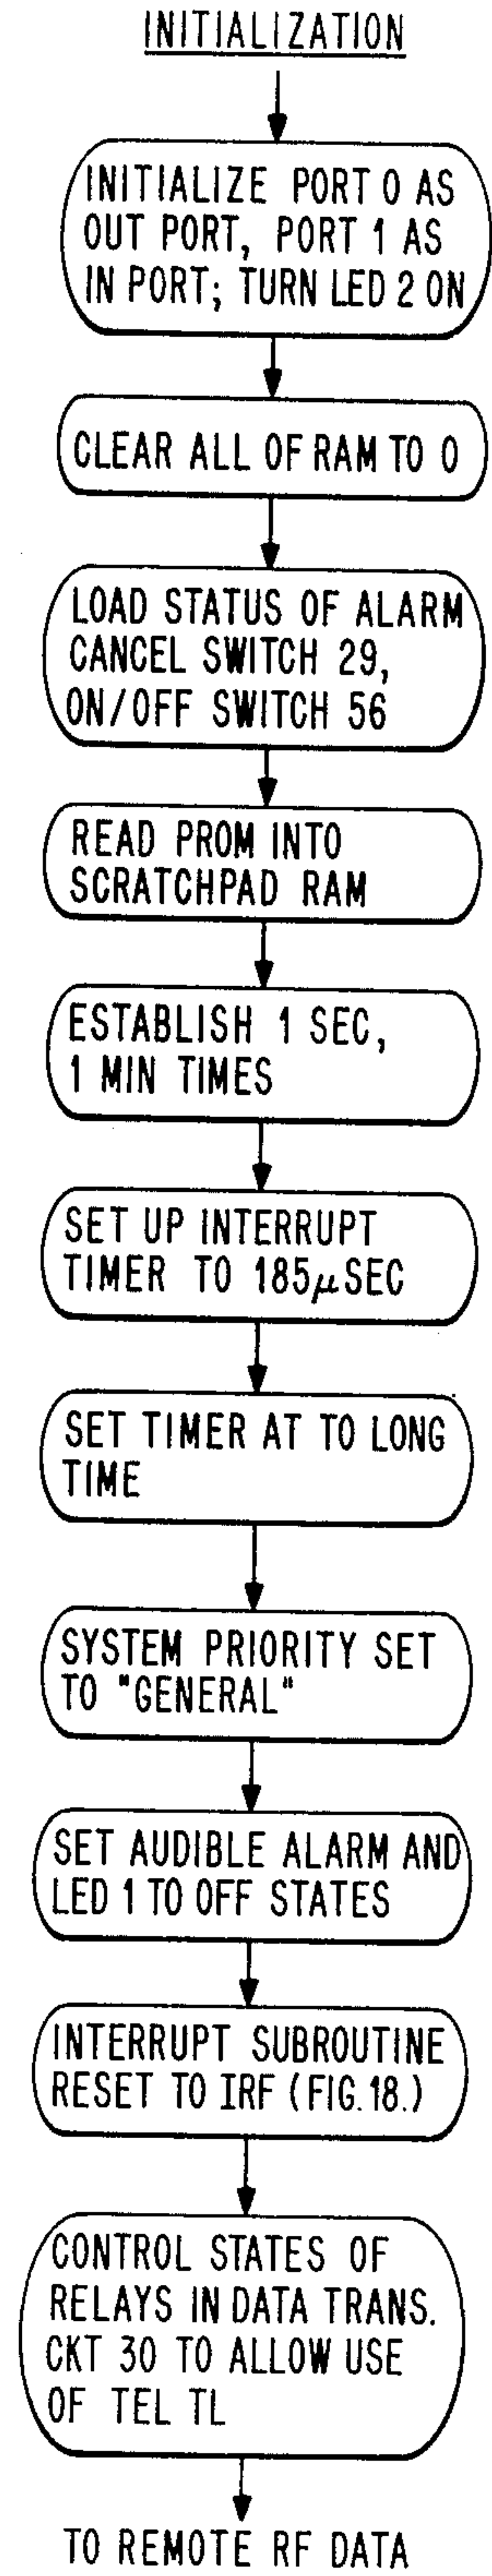 INITIALIZATION
INITIALIZE PORT 0 AS
OUT PORT, PORT 1 AS
IN PORT; TURN LED 2 ON
CLEAR ALL OF RAM TO 0
LOAD STATUS OF ALARM
CANCEL SWITCH 29,
ON/OFF SWITCH 56
READ PROM INTO
SCRATCHPAD RAM
ESTABLISH 1 SEC,
1 MIN TIMES
SET UP INTERRUPT
TIMER TO 185μSEC
SET TIMER AT TO LONG
TIME
SYSTEM PRIORITY SET
TO "GENERAL"
SET AUDIBLE ALARM AND
LED 1 TO OFF STATES
INTERRUPT SUBROUTINE
RESET TO IRF (FIG.18.)
CONTROL STATES OF
RELAYS IN DATA TRANS.
CKT 30 TO ALLOW USE
OF TEL TL
TO REMOTE RF DATA